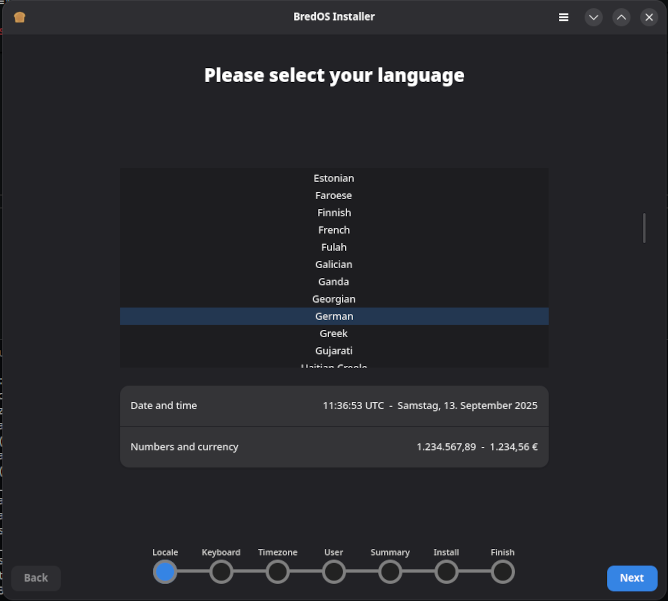 BredOS Installer
Please select your language
Estonian
Faroese
Finnish
French
Fulah
Galician
Ganda
Georgian
German
Greek
Gujarati
Haitian Creole
Date and time 11:36:53 UTC - Samstag, 13. September 2025
Numbers and currency 1.234.567,89 - 1.234,56 €
Locale Keyboard Timezone User Summary Install Finish
Back Next